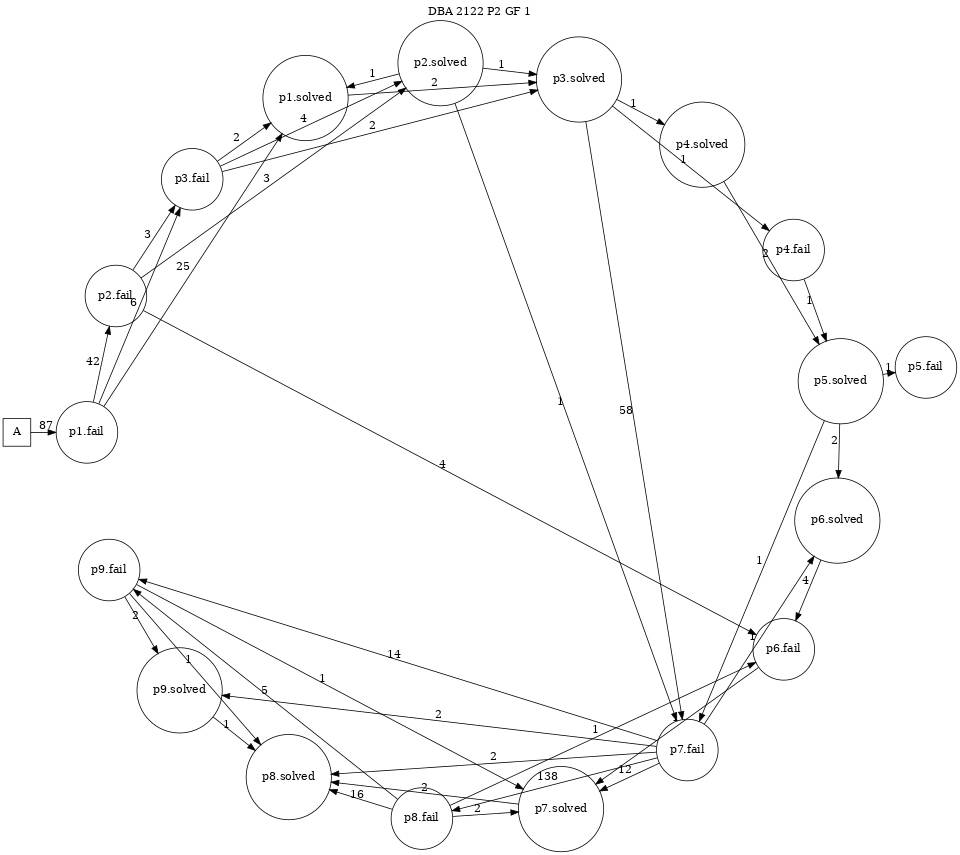 DBA 2122 P2 GF 1
p2.solved
1
1
p3.solved
p1.solved
2
1
4
2
2
p4.solved
1
p3.fail
3
3
p4.fail
2
25
p2.fail
6
1
42
p5.fail
1
p5.solved
1
58
A
87
p1.fail
2
4
p6.solved
1
p9.fail
4
2
1
p6.fail
14
1
1
5
p9.solved
2
1
1
p7.fail
2
p8.solved
138
12
2
16
2
p7.solved
p8.fail